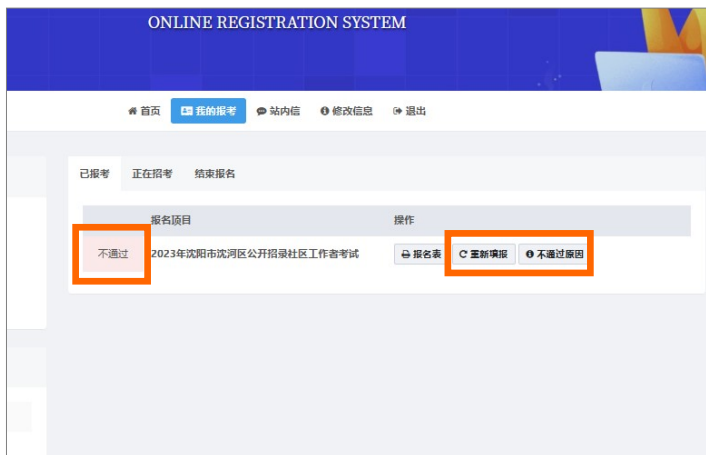 ONLINE REGISTRATION SYSTEM
首页 我的报考 站内信 修改信息 退出
已报考 正在招考 结束报名
报名项目 操作
不通过 2023年沈阳市沈河区公开招录社区工作者考试 报名表 重新填报 不通过原因